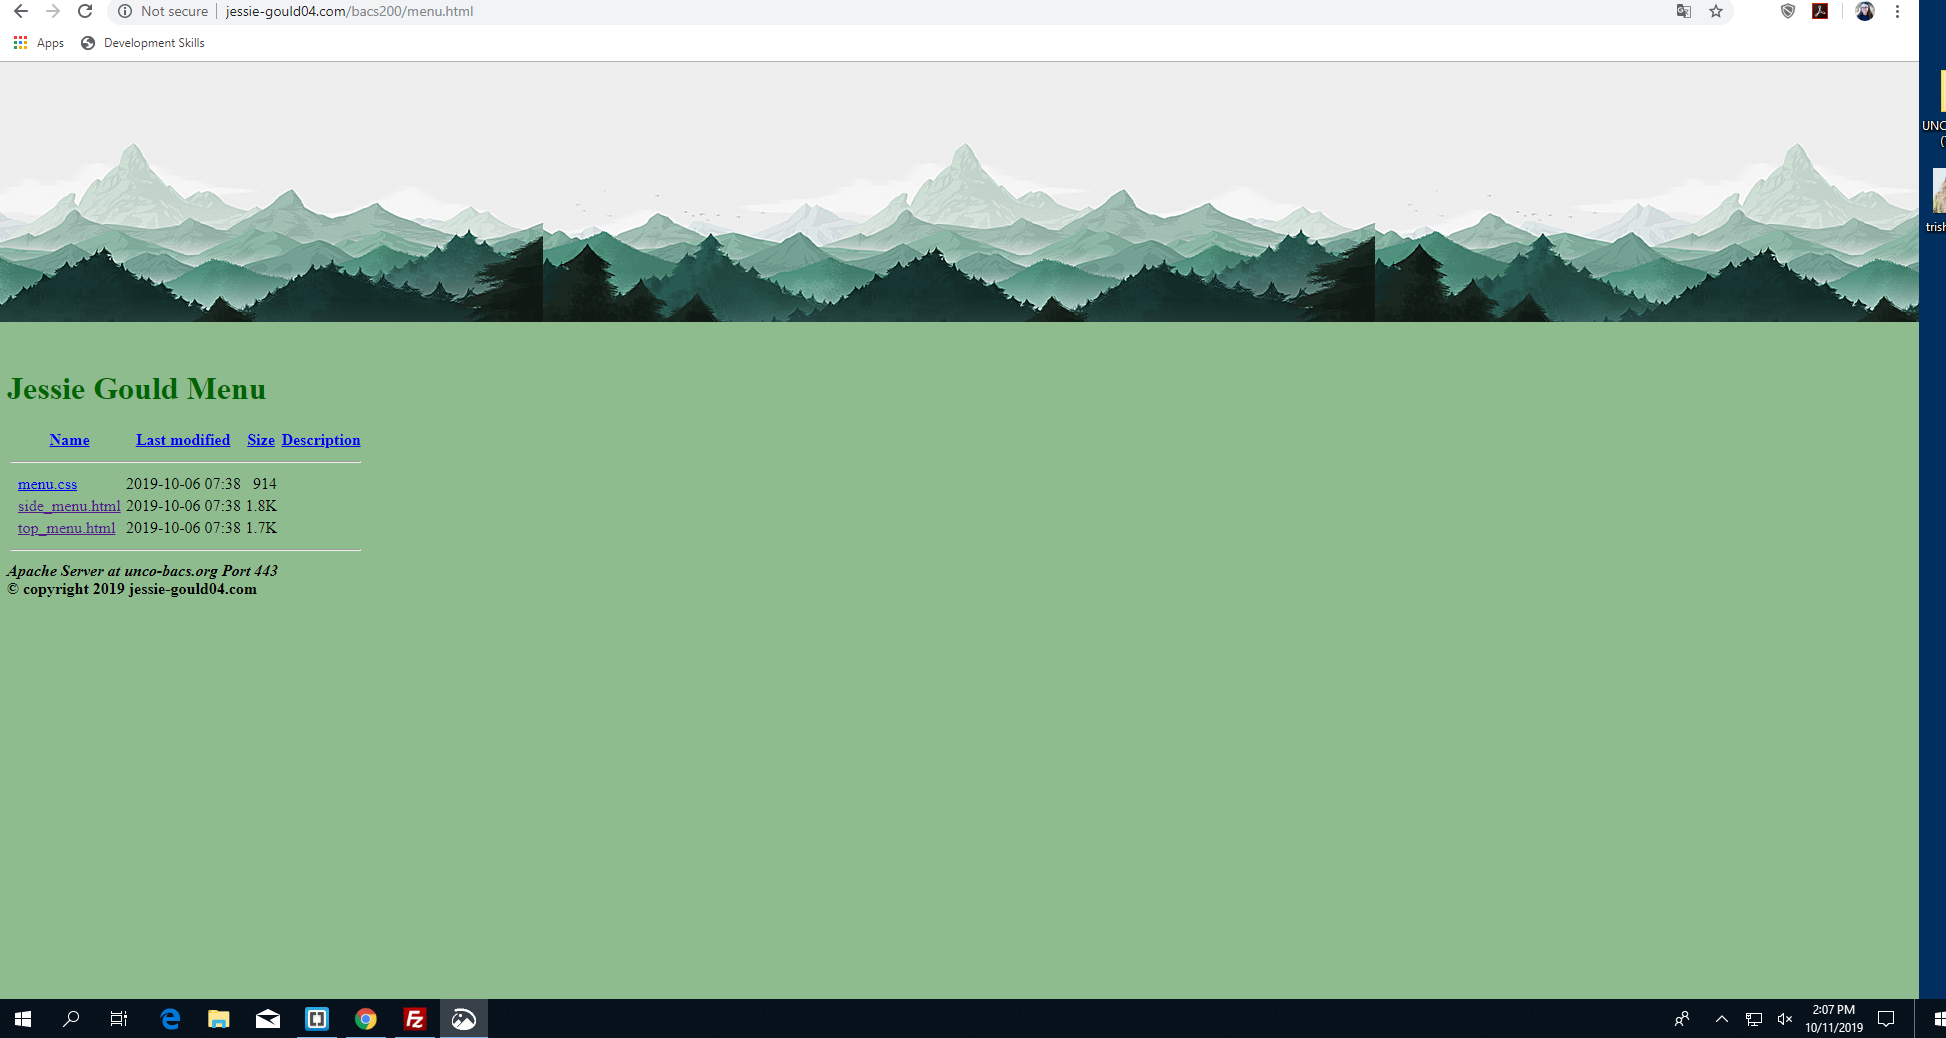 Not secure | jessie-gould04.com/bacs200/menu.html
Apps Development Skills
UNC
(
trish
Jessie Gould Menu
Name Last modified Size Description
menu.css 2019-10-06 07:38 914
side_menu.html 2019-10-06 07:38 1.8K
top_menu.html 2019-10-06 07:38 1.7K
Apache Server at unco-bacs.org Port 443
© copyright 2019 jessie-gould04.com
2:07 PM
10/11/2019